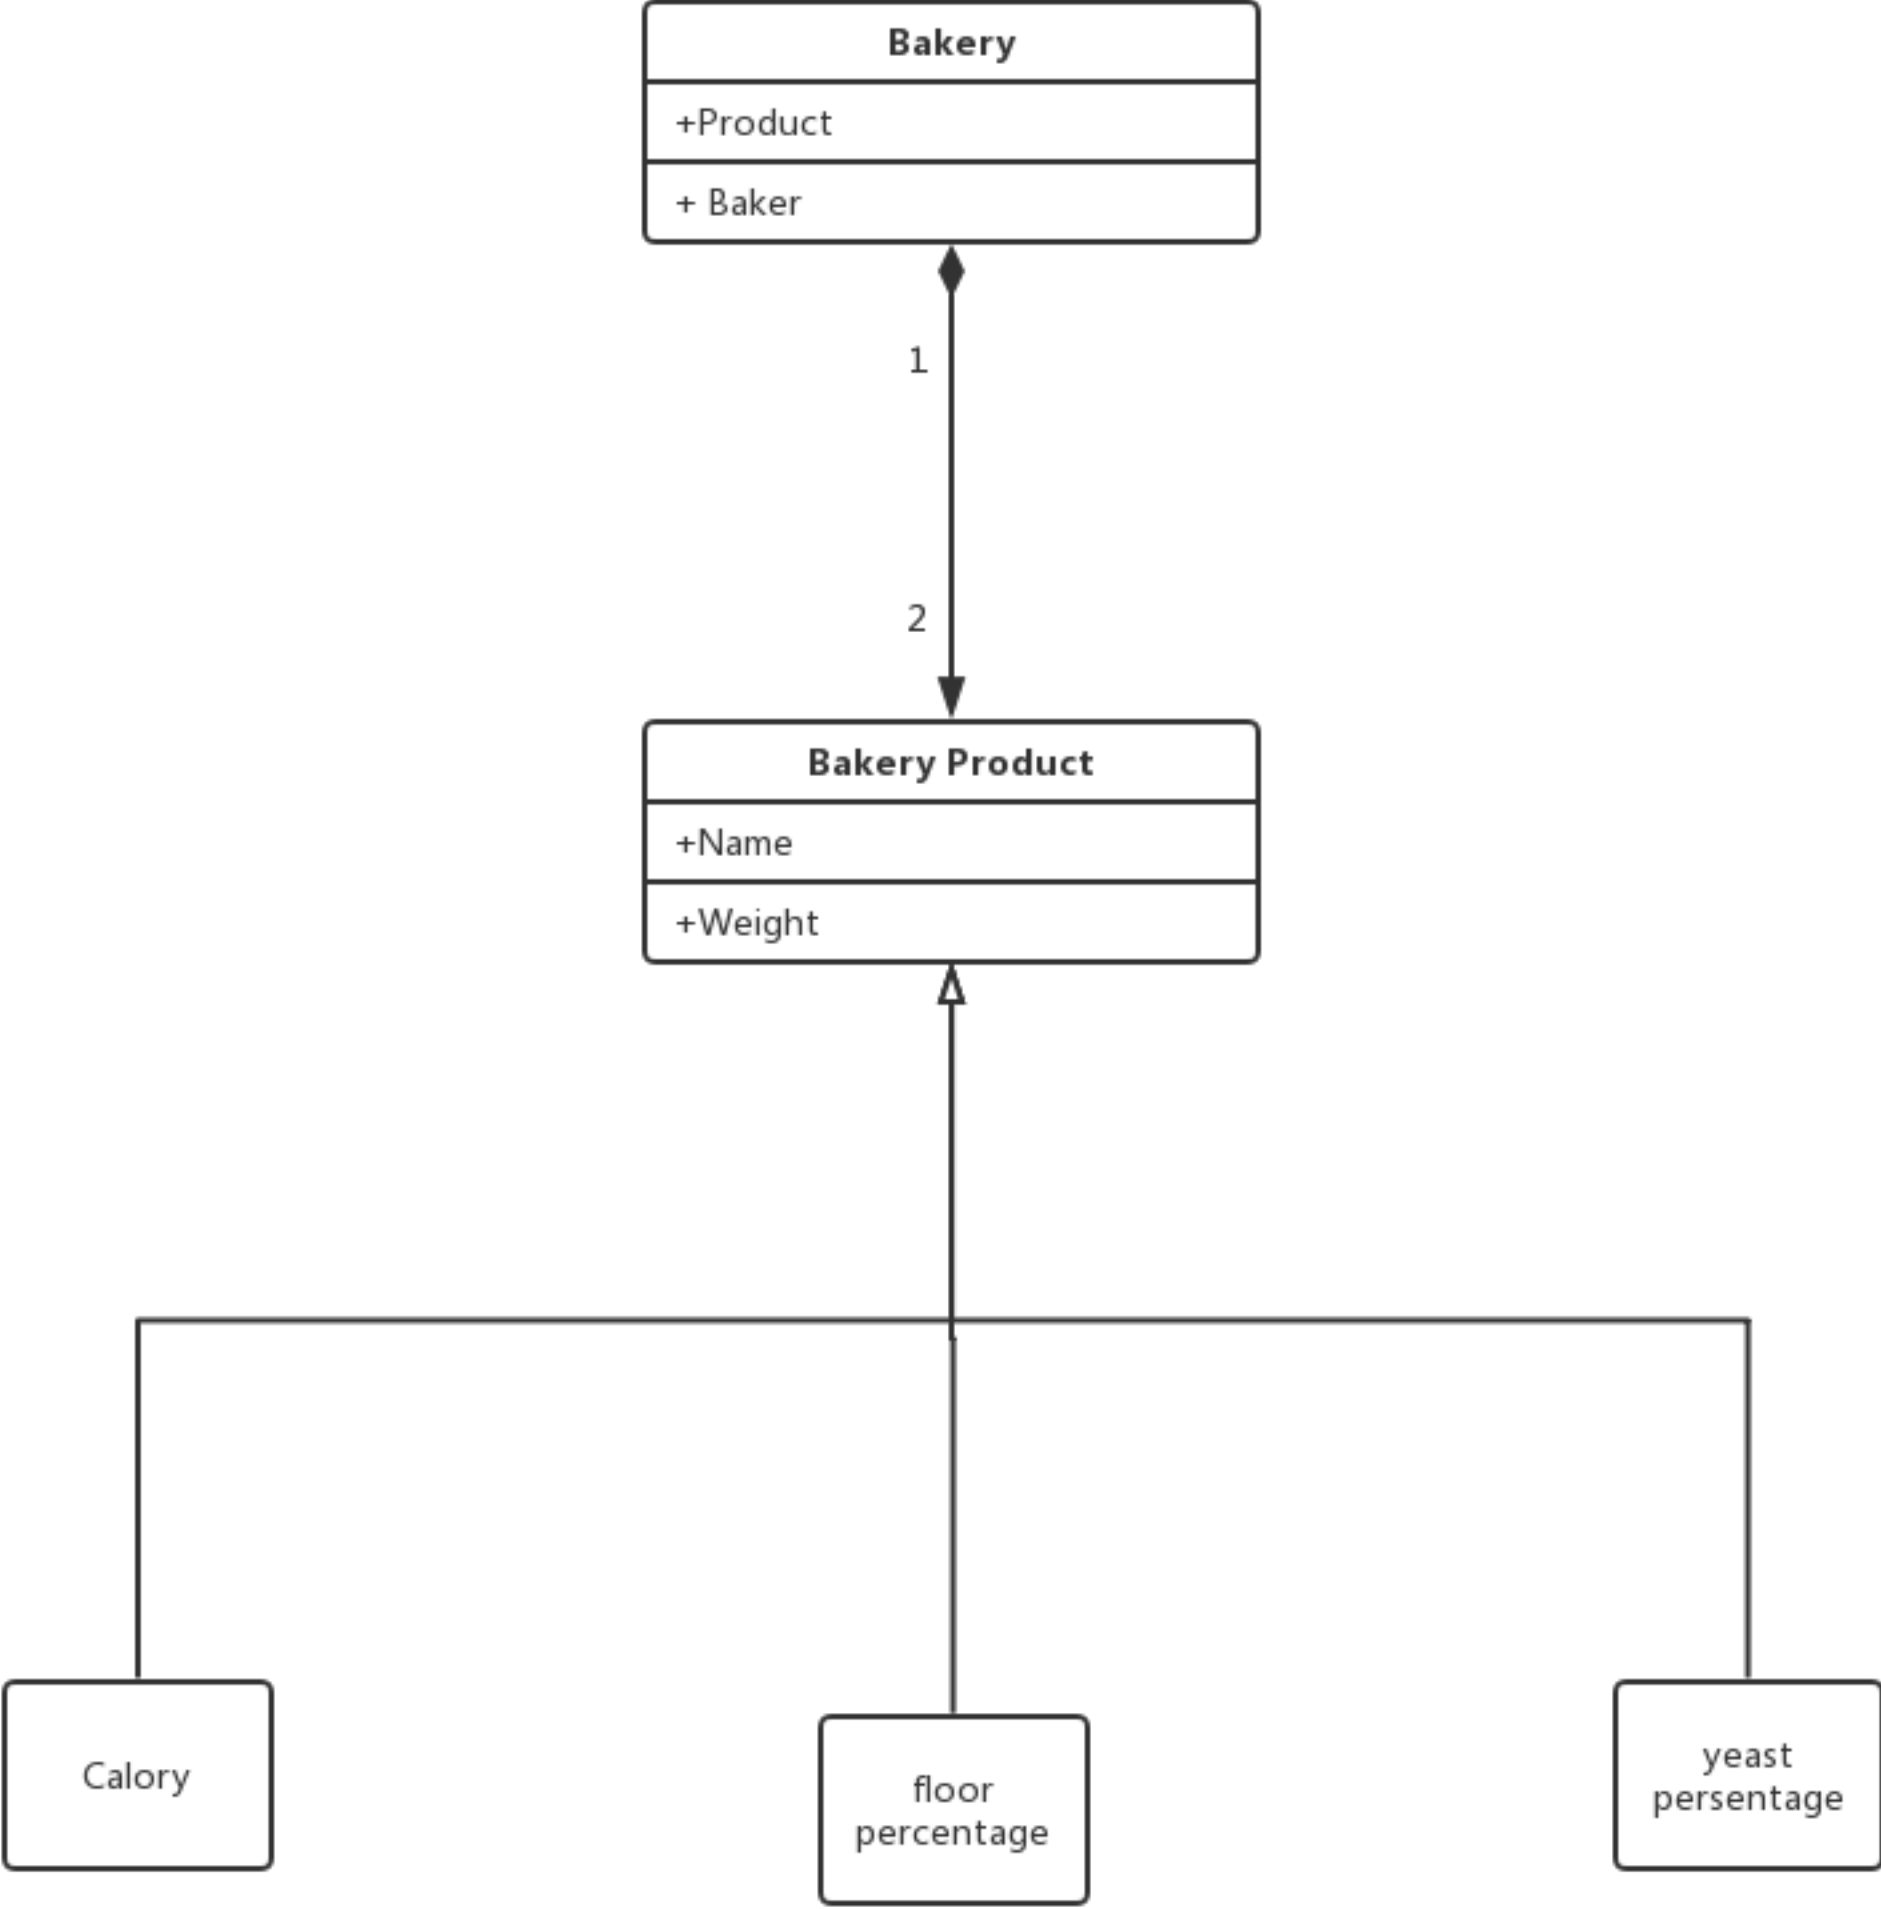 Bakery
+Product
+ Baker
1
2
Bakery Product
+Name
+Weight
Calory
floor
percentage
yeast
persentage